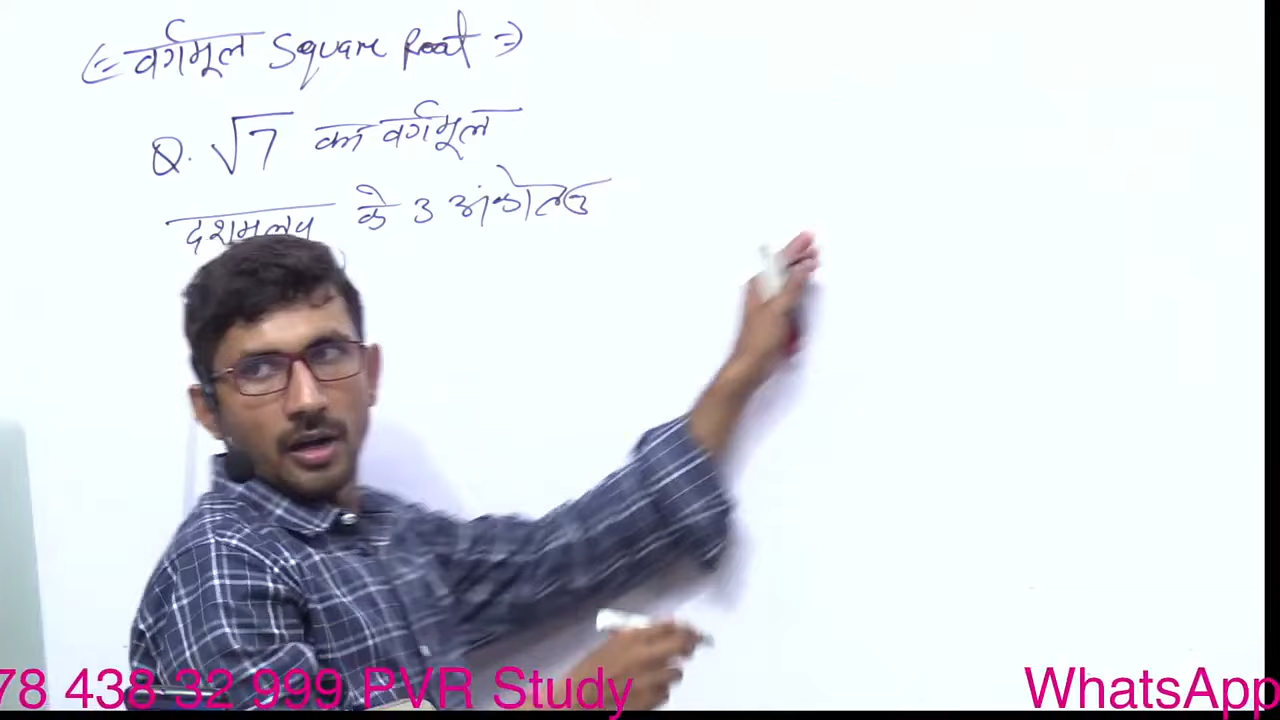 (= वर्गमूल Square Root =)
Q. √7 का वर्गमूल
दशमलव के 3 अंको तक
78 438 32 999 PVR Study WhatsApp